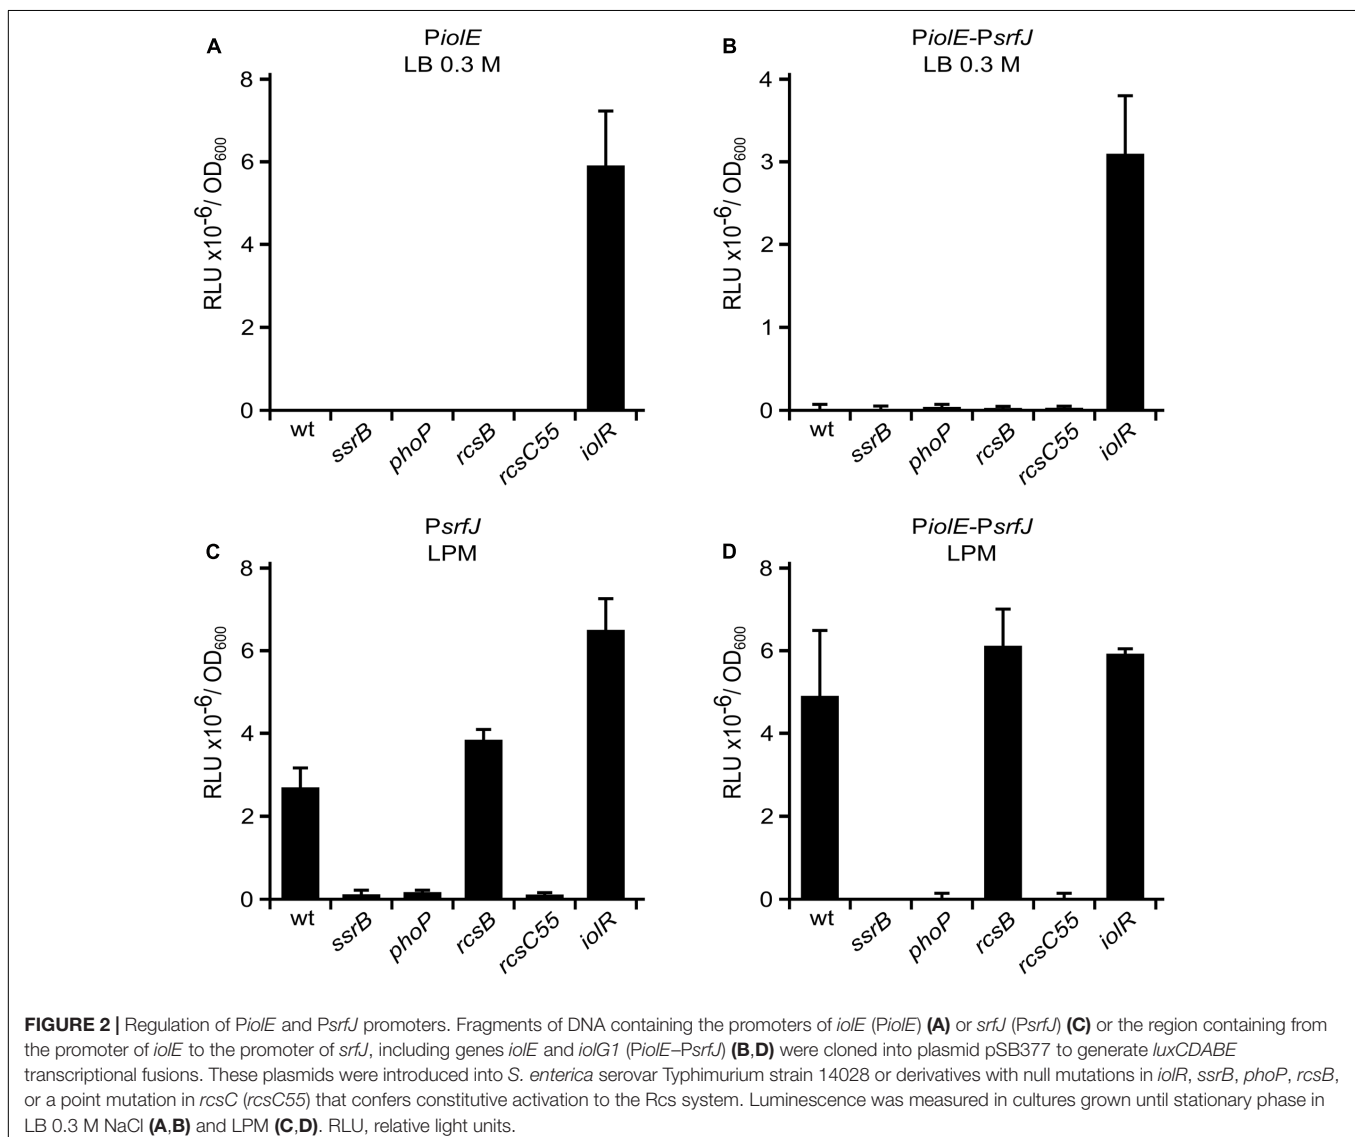 A
PiolE
LB 0.3 M
RLU x10-6/ OD600
8
6
4
2
0
wt
ssrB
phoP
rcsB
rcsC55
iolR
B
PiolE-PsrfJ
LB 0.3 M
RLU x10-6/ OD600
4
3
2
1
0
wt
ssrB
phoP
rcsB
rcsC55
iolR
C
PsrfJ
LPM
RLU x10-6/ OD600
8
6
4
2
0
wt
ssrB
phoP
rcsB
rcsC55
iolR
D
PiolE-PsrfJ
LPM
RLU x10-6/ OD600
8
6
4
2
0
wt
ssrB
phoP
rcsB
rcsC55
iolR
FIGURE 2 | Regulation of PiolE and PsrfJ promoters. Fragments of DNA containing the promoters of iolE (PiolE) (A) or srfJ (PsrfJ) (C) or the region containing from
the promoter of iolE to the promoter of srfJ, including genes iolE and iolG1 (PiolE–PsrfJ) (B,D) were cloned into plasmid pSB377 to generate luxCDABE
transcriptional fusions. These plasmids were introduced into S. enterica serovar Typhimurium strain 14028 or derivatives with null mutations in iolR, ssrB, phoP, rcsB,
or a point mutation in rcsC (rcsC55) that confers constitutive activation to the Rcs system. Luminescence was measured in cultures grown until stationary phase in
LB 0.3 M NaCl (A,B) and LPM (C,D). RLU, relative light units.